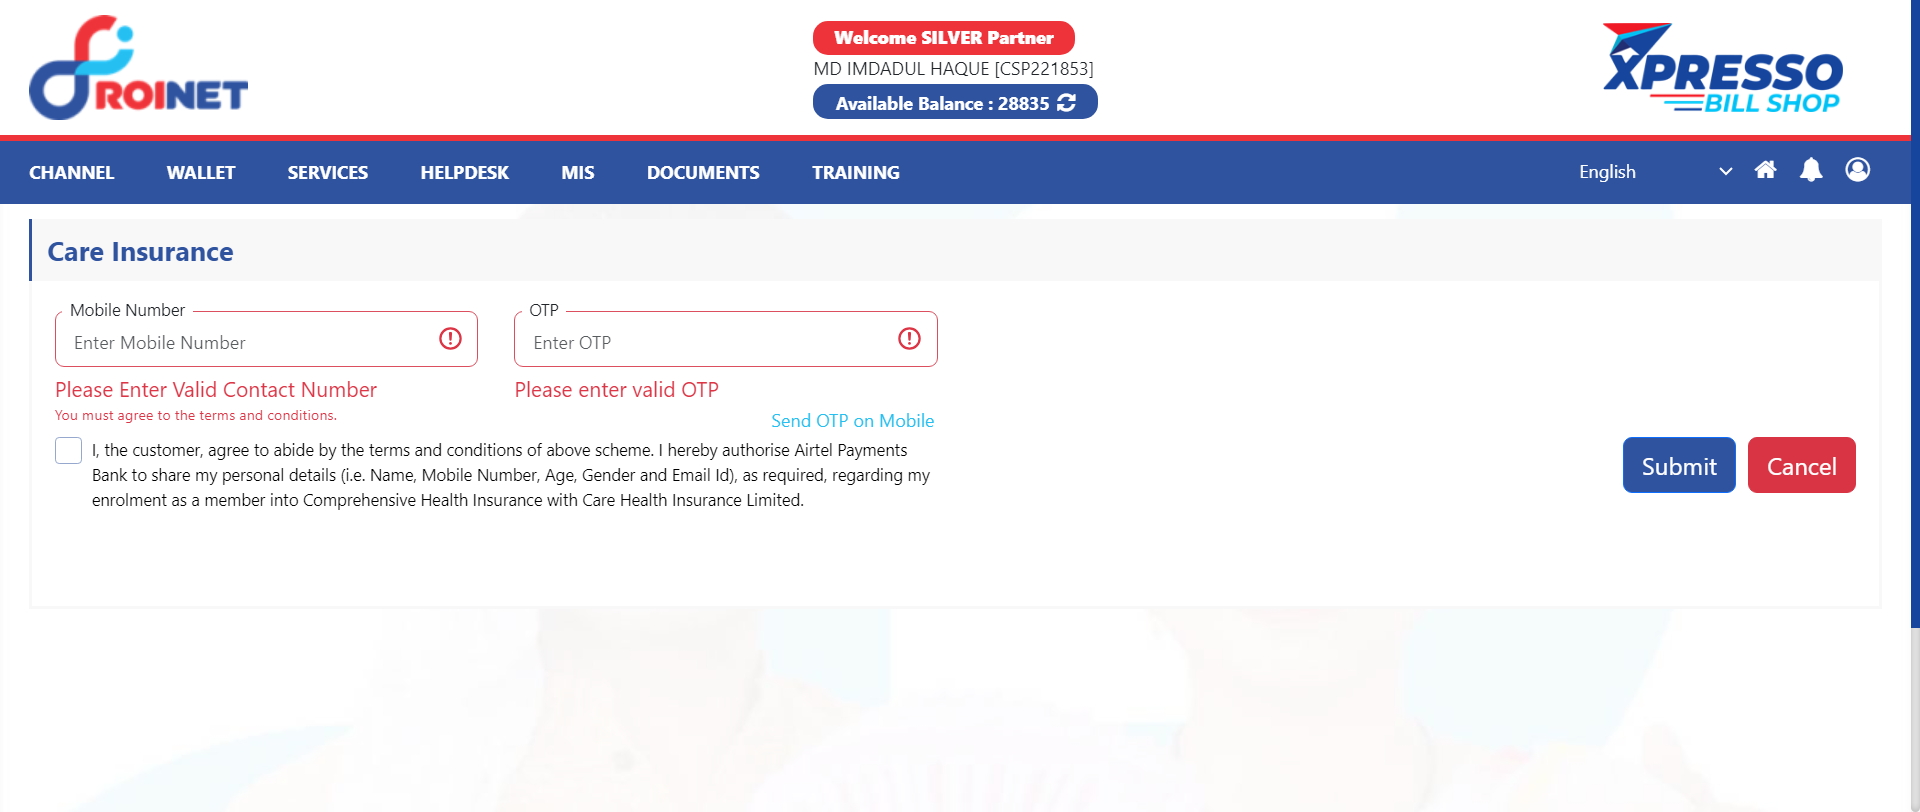 ROINET
Welcome SILVER Partner
MD IMDADUL HAQUE [CSP221853]
Available Balance : 28835
XPRESSO
BILL SHOP
CHANNEL WALLET SERVICES HELPDESK MIS DOCUMENTS TRAINING English
Care Insurance
Mobile Number OTP
Enter Mobile Number Enter OTP
Please Enter Valid Contact Number Please enter valid OTP
You must agree to the terms and conditions.
Send OTP on Mobile
I, the customer, agree to abide by the terms and conditions of above scheme. I hereby authorise Airtel Payments
Bank to share my personal details (i.e. Name, Mobile Number, Age, Gender and Email Id), as required, regarding my
enrolment as a member into Comprehensive Health Insurance with Care Health Insurance Limited.
Submit Cancel